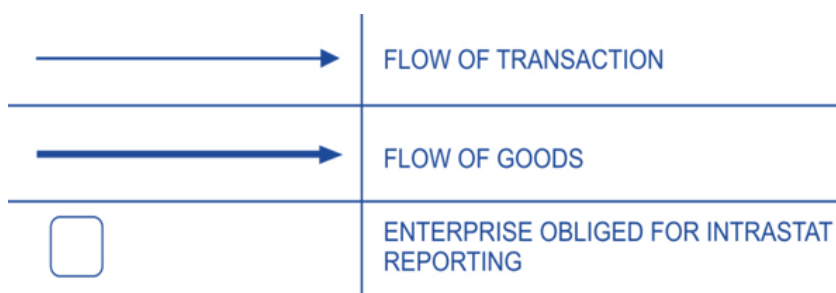 FLOW OF TRANSACTION
FLOW OF GOODS
ENTERPRISE OBLIGED FOR INTRASTAT
REPORTING